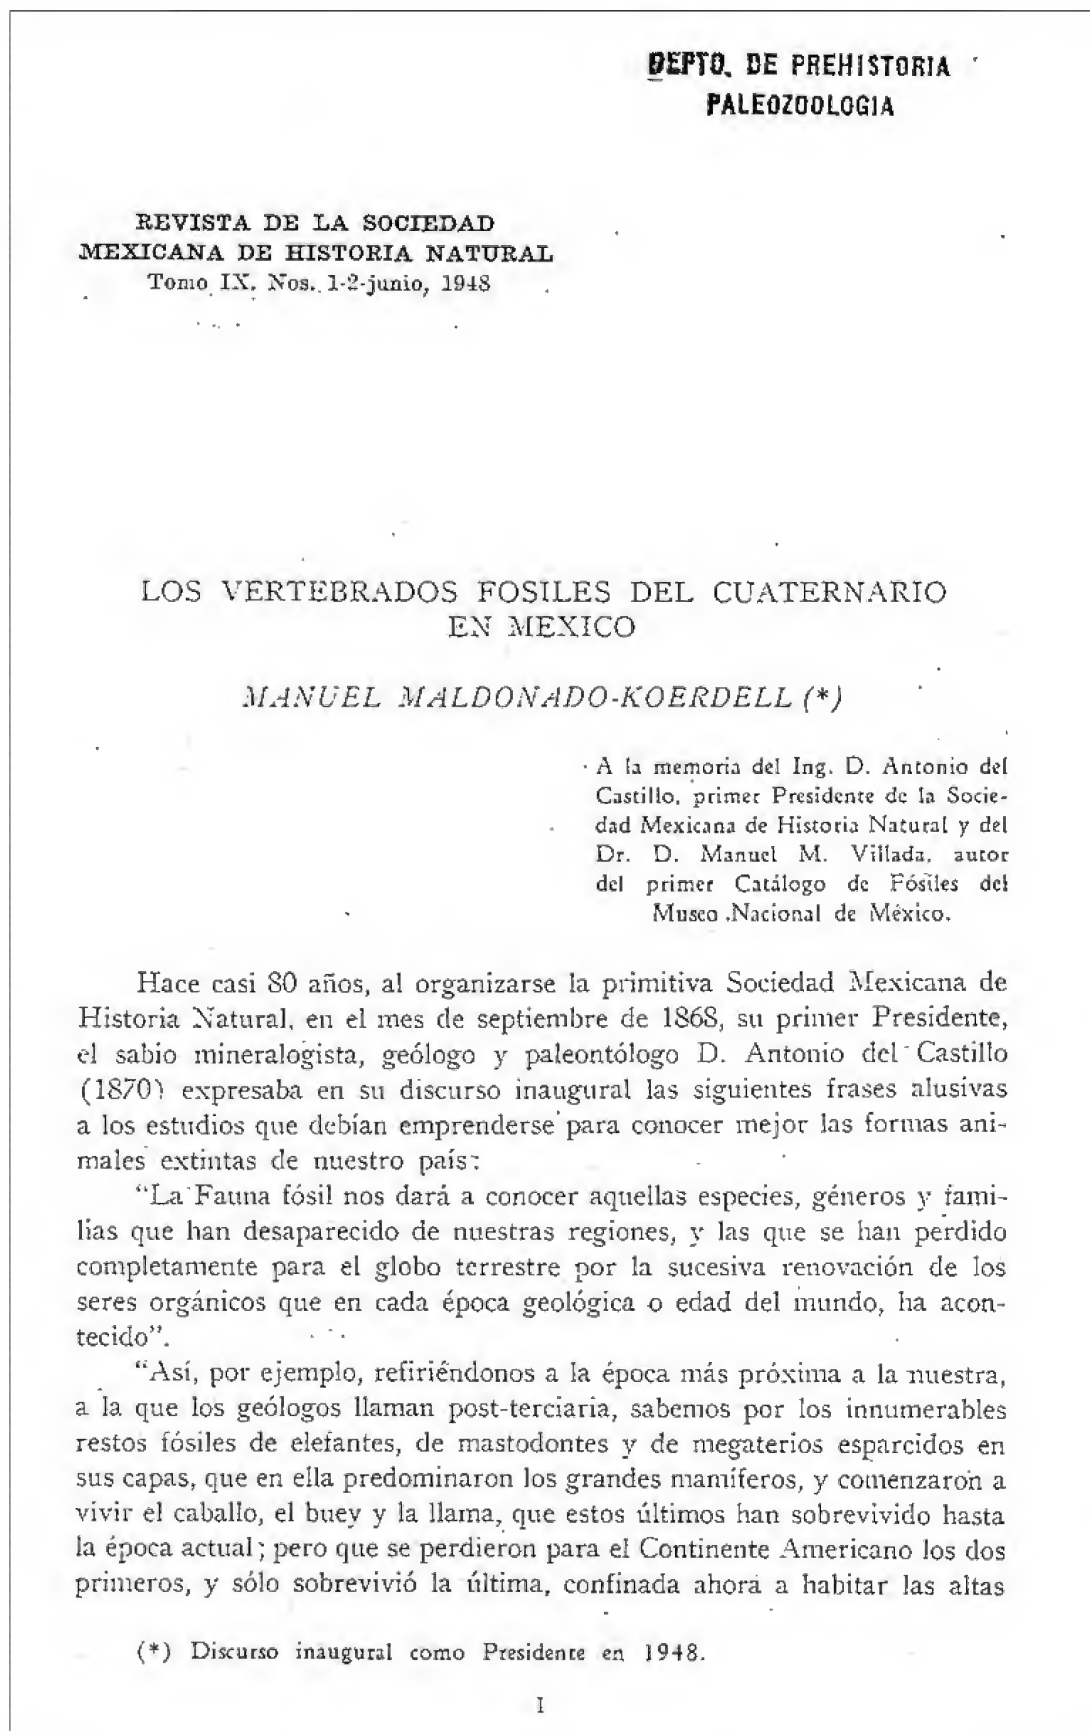 DEPTO. DE PREHISTORIA
PALEOZOOLOGIA
REVISTA DE LA SOCIEDAD
MEXICANA DE HISTORIA NATURAL
Tomo IX. Nos. 1-2-junio, 1948
LOS VERTEBRADOS FOSILES DEL CUATERNARIO
EN MEXICO
MANUEL MALDONADO-KOERDELL (*)
A la memoria del Ing. D. Antonio del
Castillo, primer Presidente de la Socie-
dad Mexicana de Historia Natural y del
Dr. D. Manuel M. Villada, autor
del primer Catálogo de Fósiles del
Museo Nacional de México.
Hace casi 80 años, al organizarse la primitiva Sociedad Mexicana de
Historia Natural, en el mes de septiembre de 1868, su primer Presidente,
el sabio mineralogista, geólogo y paleontólogo D. Antonio del Castillo
(1870) expresaba en su discurso inaugural las siguientes frases alusivas
a los estudios que debían emprenderse para conocer mejor las formas ani-
males extintas de nuestro país:
"La Fauna fósil nos dará a conocer aquellas especies, géneros y fami-
lias que han desaparecido de nuestras regiones, y las que se han perdido
completamente para el globo terrestre por la sucesiva renovación de los
seres orgánicos que en cada época geológica o edad del mundo, ha acon-
tecido".
"Así, por ejemplo, refiriéndonos a la época más próxima a la nuestra,
a la que los geólogos llaman post-terciaria, sabemos por los innumerables
restos fósiles de elefantes, de mastodontes y de megaterios esparcidos en
sus capas, que en ella predominaron los grandes mamíferos, y comenzaron a
vivir el caballo, el buey y la llama, que estos últimos han sobrevivido hasta
la época actual; pero que se perdieron para el Continente Americano los dos
primeros, y sólo sobrevivió la última, confinada ahora a habitar las altas
(*) Discurso inaugural como Presidente en 1948.
I